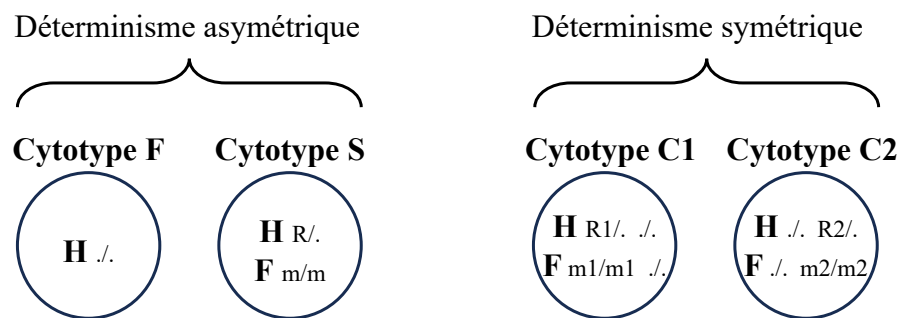 Déterminisme asymétrique
Déterminisme symétrique
Cytotype F
Cytotype S
Cytotype C1
Cytotype C2
H ./.
H R/.
F m/m
H R1/. ./.
F m1/m1 ./.
H ./. R2/.
F ./. m2/m2